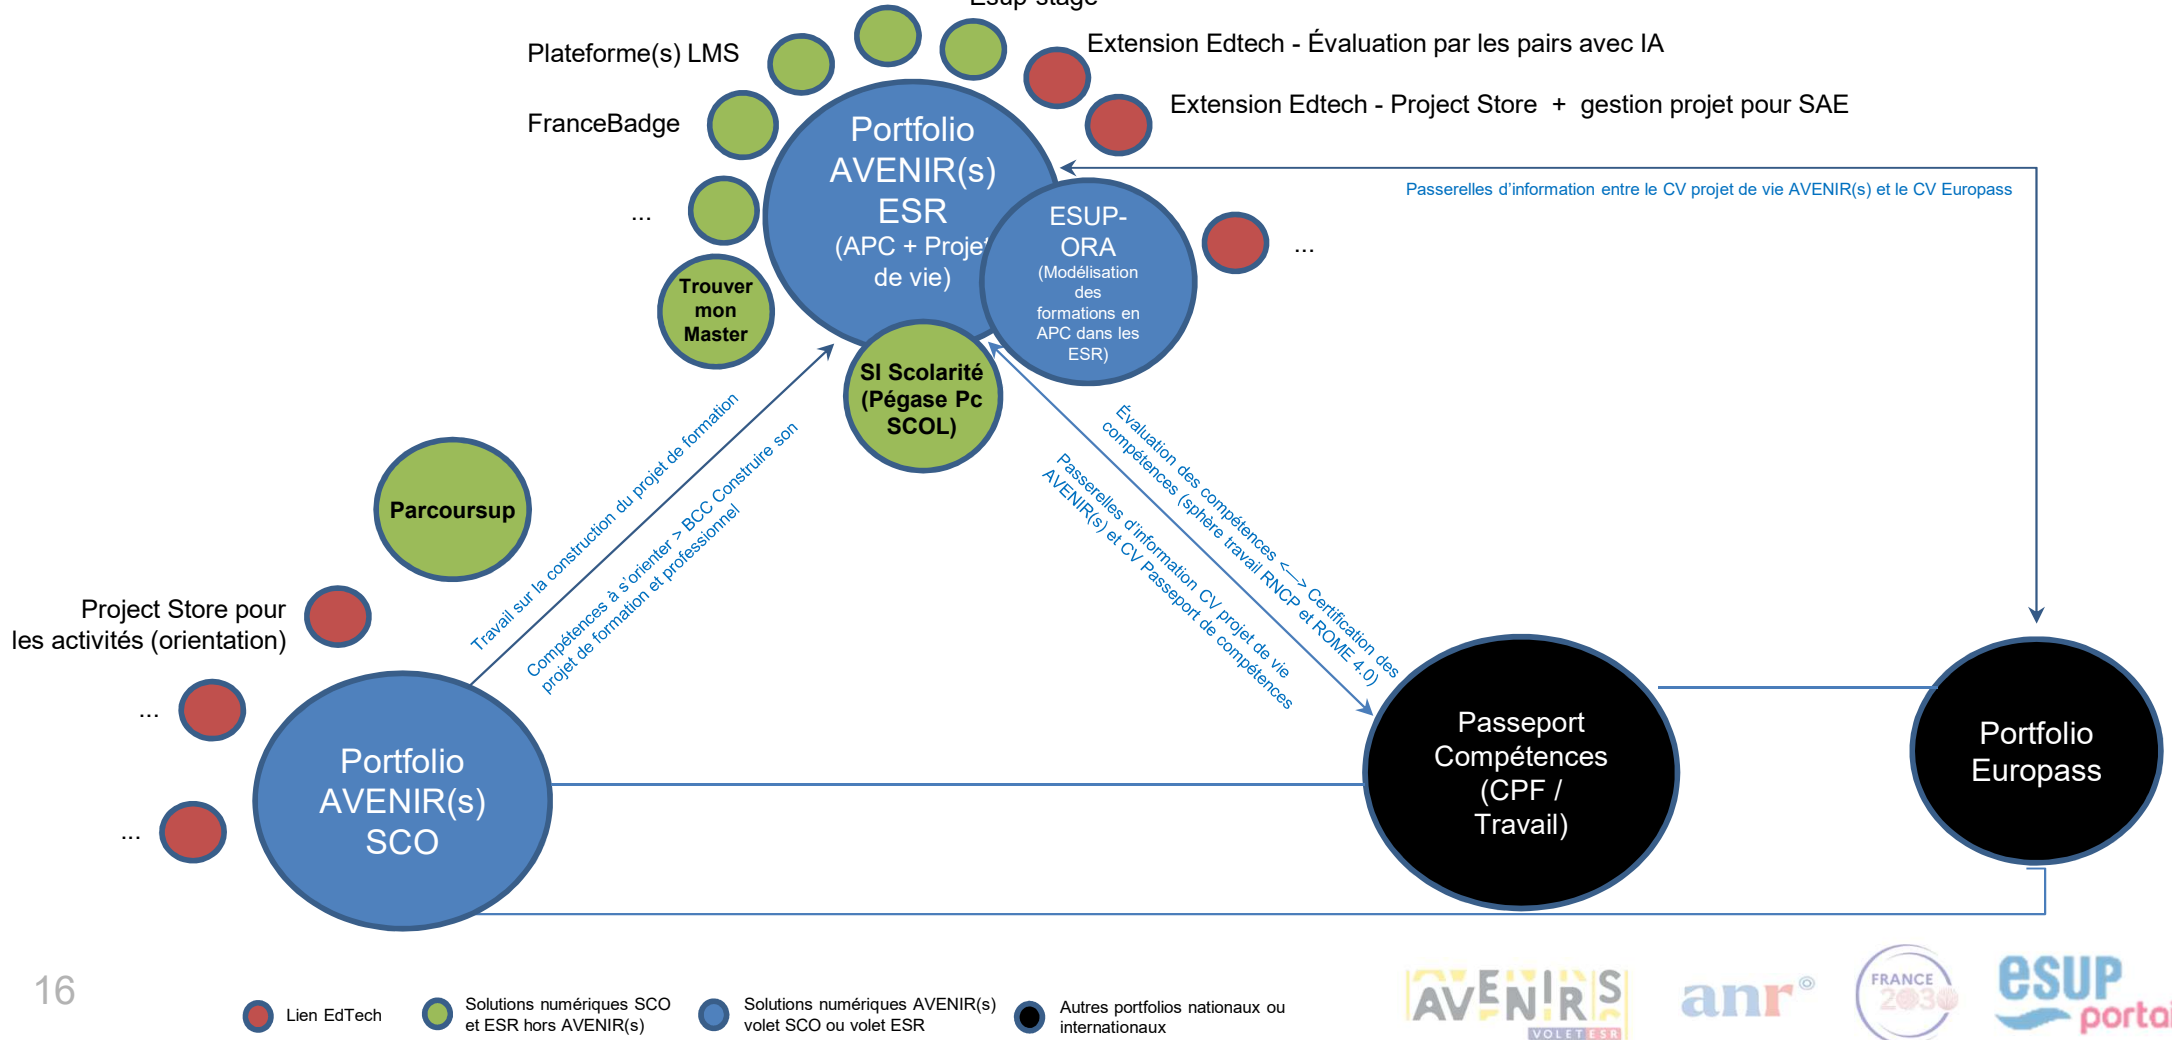 Esup-stage
Plateforme(s) LMS
Extension Edtech - Évaluation par les pairs avec IA
FranceBadge
Extension Edtech - Project Store + gestion projet pour SAE
Portfolio
AVENIR(s)
ESR
(APC + Projet
de vie)
Passerelles d'information entre le CV projet de vie AVENIR(s) et le CV Europass
...
ESUP-
ORA
(Modélisation
des
formations en
APC dans les
ESR)
...
Trouver
mon
Master
SI Scolarité
(Pégase Pc
SCOL)
Parcoursup
Travail sur la construction du projet de formation
Compétences à s'orienter > BCC Construire son
projet de formation et professionnel
Évaluation des compétences <—> Certification des
compétences (sphère travail RNCP et ROME 4.0)
Passerelles d'information CV projet de vie
AVENIR(s) et CV Passeport de compétences
Project Store pour
les activités (orientation)
...
...
Portfolio
AVENIR(s)
SCO
Passeport
Compétences
(CPF /
Travail)
Portfolio
Europass
16
Lien EdTech
Solutions numériques SCO
et ESR hors AVENIR(s)
Solutions numériques AVENIR(s)
volet SCO ou volet ESR
Autres portfolios nationaux ou
internationaux
AVENIRS
VOLET ESR
anr
FRANCE
2030
esup
portai